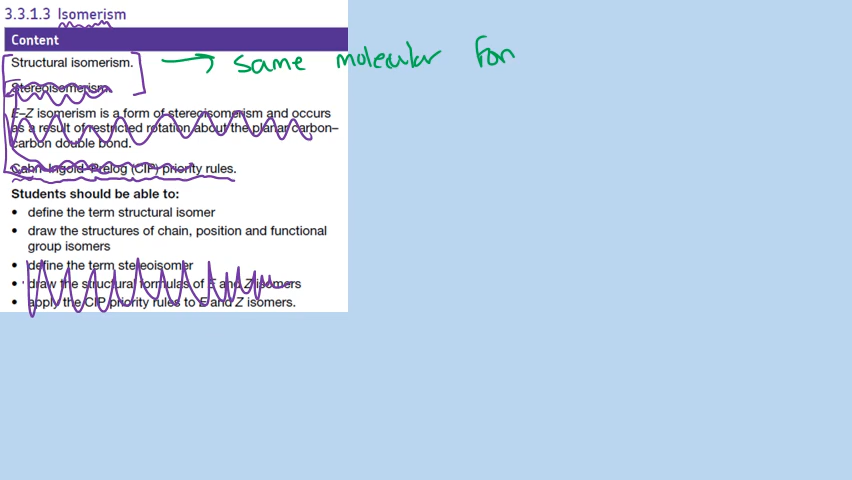 3.3.1.3 Isomerism
Content
Structural isomerism.
same molecular for
Stereoisomerism.
E–Z isomerism is a form of stereoisomerism and occurs
as a result of restricted rotation about the planar carbon–
carbon double bond.
Cahn–Ingold–Prelog (CIP) priority rules.
Students should be able to:
• define the term structural isomer
• draw the structures of chain, position and functional
group isomers
• define the term stereoisomer
• draw the structural formulas of E and Z isomers
• apply the CIP priority rules to E and Z isomers.